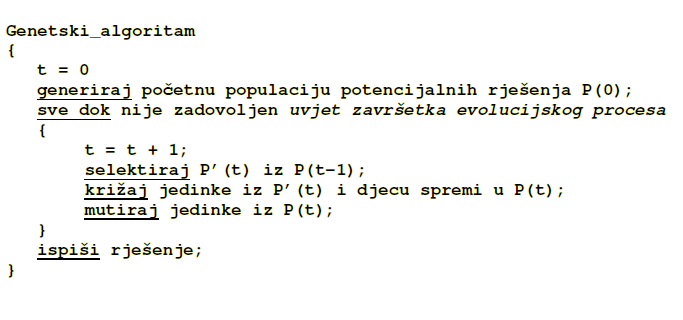 Genetski_algoritam
{
t = 0
generiraj početnu populaciju potencijalnih rješenja P(0);
sve dok nije zadovoljen uvjet završetka evolucijskog procesa
{
t = t + 1;
selektiraj P'(t) iz P(t-1);
križaj jedinke iz P'(t) i djecu spremi u P(t);
mutiraj jedinke iz P(t);
}
ispiši rješenje;
}